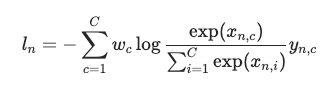 $l_n = -\sum_{c=1}^{C} w_c \log \frac{\exp(x_{n,c})}{\sum_{i=1}^{C} \exp(x_{n,i})} y_{n,c}$